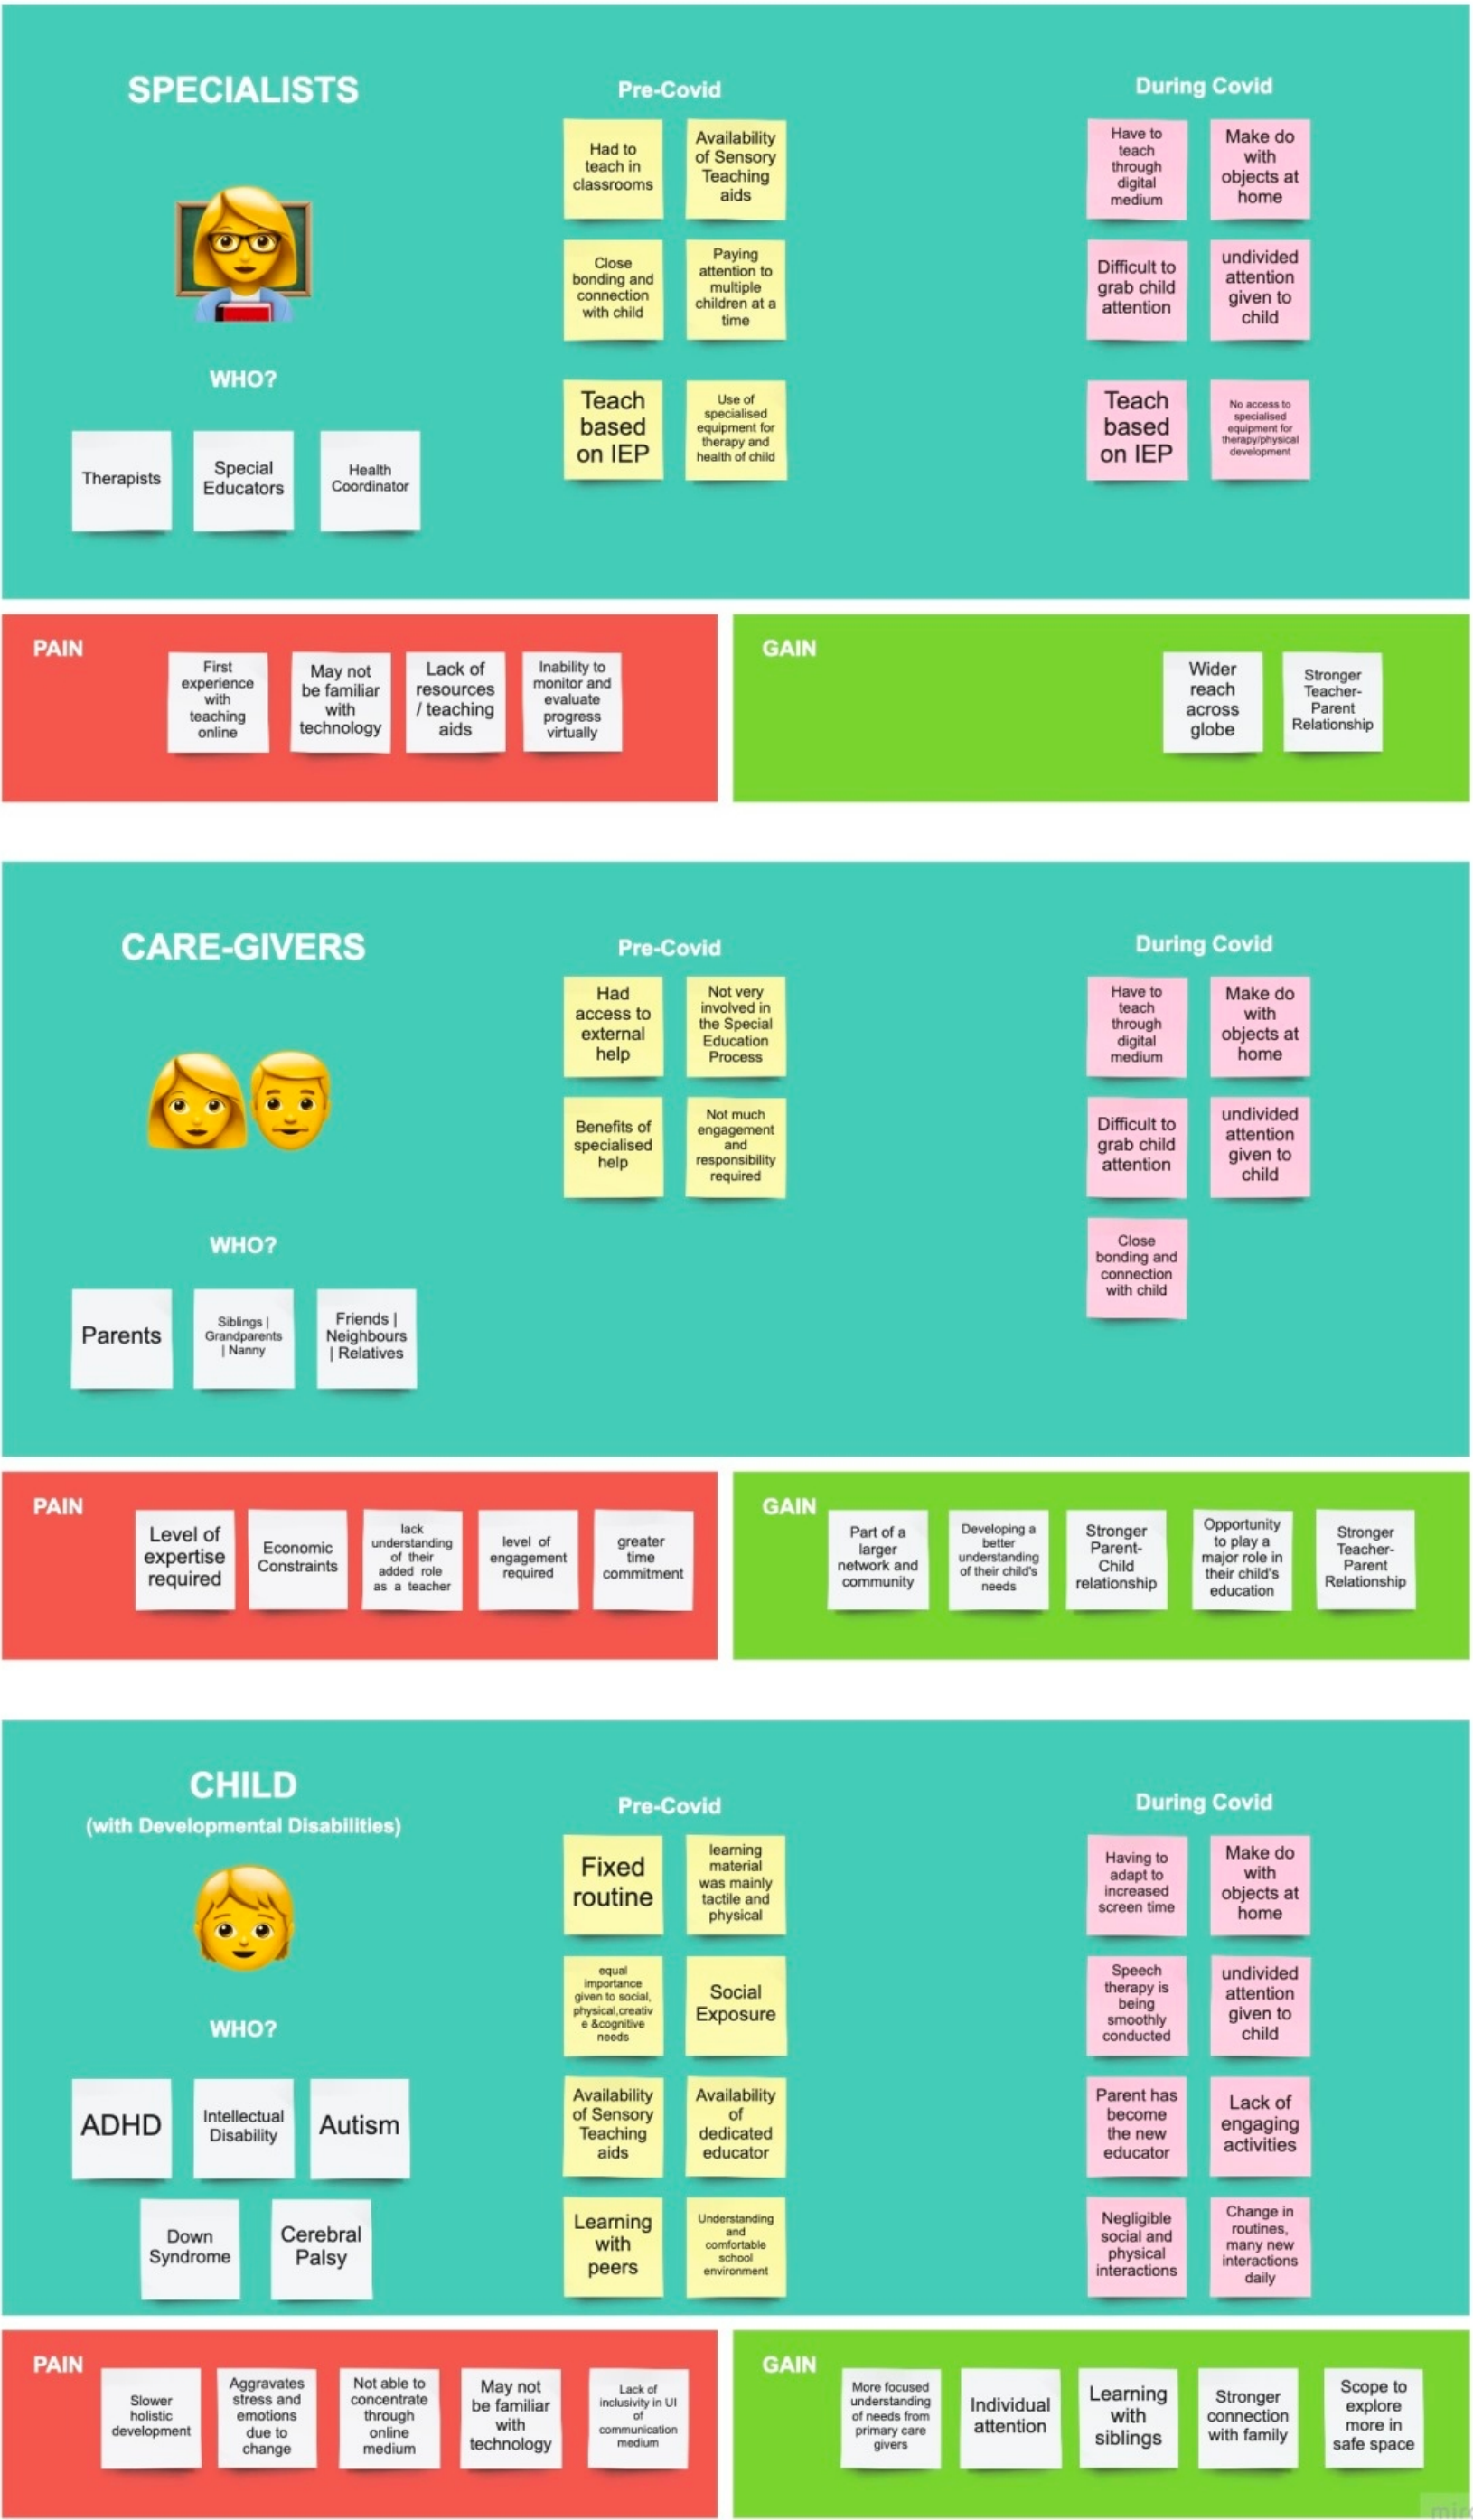 SPECIALISTS
WHO?
Therapists
Special
Educators
Health
Coordinator
Pre-Covid
Had to
teach in
classrooms
Availability
of Sensory
Teaching
aids
Close
bonding and
connection
with child
Paying
attention to
multiple
children at a
time
Teach
based
on IEP
Use of
specialised
equipment for
therapy and
health of child
During Covid
Have to
teach
through
digital
medium
Make do
with
objects at
home
Difficult to
grab child
attention
undivided
attention
given to
child
Teach
based
on IEP
No access to
specialised
equipment for
therapy/physical
development
PAIN
First
experience
with
teaching
online
May not
be familiar
with
technology
Lack of
resources
/ teaching
aids
Inability to
monitor and
evaluate
progress
virtually
GAIN
Wider
reach
across
globe
Stronger
Teacher-
Parent
Relationship
CARE-GIVERS
WHO?
Parents
Siblings |
Grandparents
| Nanny
Friends |
Neighbours
| Relatives
Pre-Covid
Had
access to
external
help
Not very
involved in
the Special
Education
Process
Benefits of
specialised
help
Not much
engagement
and
responsibility
required
During Covid
Have to
teach
through
digital
medium
Make do
with
objects at
home
Difficult to
grab child
attention
undivided
attention
given to
child
Close
bonding and
connection
with child
PAIN
Level of
expertise
required
Economic
Constraints
lack
understanding
of their
added role
as a teacher
level of
engagement
required
greater
time
commitment
GAIN
Part of a
larger
network and
community
Developing a
better
understanding
of their child's
needs
Stronger
Parent-
Child
relationship
Opportunity
to play a
major role in
their child's
education
Stronger
Teacher-
Parent
Relationship
CHILD
(with Developmental Disabilities)
WHO?
ADHD
Intellectual
Disability
Autism
Down
Syndrome
Cerebral
Palsy
Pre-Covid
Fixed
routine
learning
material
was mainly
tactile and
physical
equal
importance
given to social,
physical,creativ
e &cognitive
needs
Social
Exposure
Availability
of Sensory
Teaching
aids
Availability
of
dedicated
educator
Learning
with
peers
Understanding
and
comfortable
school
environment
During Covid
Having to
adapt to
increased
screen time
Make do
with
objects at
home
Speech
therapy is
being
smoothly
conducted
undivided
attention
given to
child
Parent has
become
the new
educator
Lack of
engaging
activities
Negligible
social and
physical
interactions
Change in
routines,
many new
interactions
daily
PAIN
Slower
holistic
development
Aggravates
stress and
emotions
due to
change
Not able to
concentrate
through
online
medium
May not
be familiar
with
technology
Lack of
inclusivity in UI
of
communication
medium
GAIN
More focused
understanding
of needs from
primary care
givers
Individual
attention
Learning
with
siblings
Stronger
connection
with family
Scope to
explore
more in
safe space